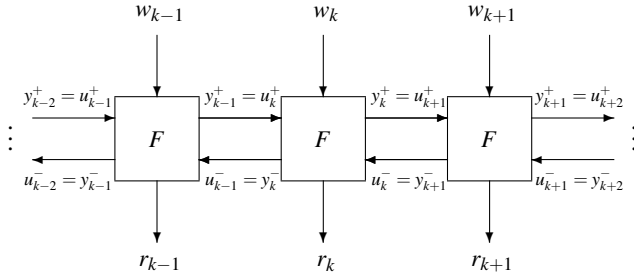 w_{k−1} w_k w_{k+1}
y^+_{k−2} = u^+_{k−1} y^+_{k−1} = u^+_k y^+_k = u^+_{k+1} y^+_{k+1} = u^+_{k+2}
⋮ F F F ⋮
u^−_{k−2} = y^−_{k−1} u^−_{k−1} = y^−_k u^−_k = y^−_{k+1} u^−_{k+1} = y^−_{k+2}
r_{k−1} r_k r_{k+1}